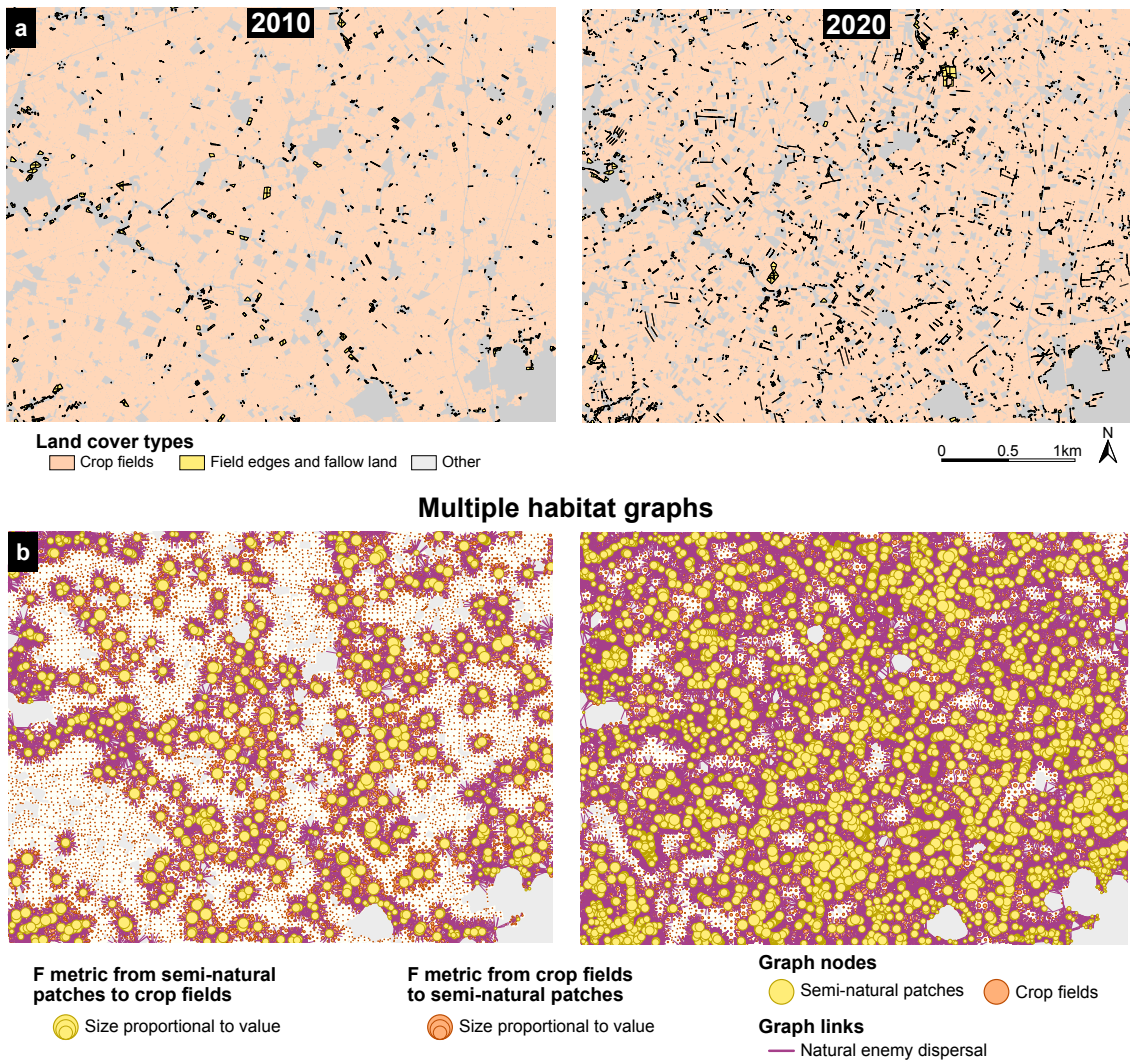 a
2010
2020
Land cover types
Crop fields
Field edges and fallow land
Other
0 0.5 1km
N
Multiple habitat graphs
b
F metric from semi-natural
patches to crop fields
Size proportional to value
F metric from crop fields
to semi-natural patches
Size proportional to value
Graph nodes
Semi-natural patches
Crop fields
Graph links
Natural enemy dispersal